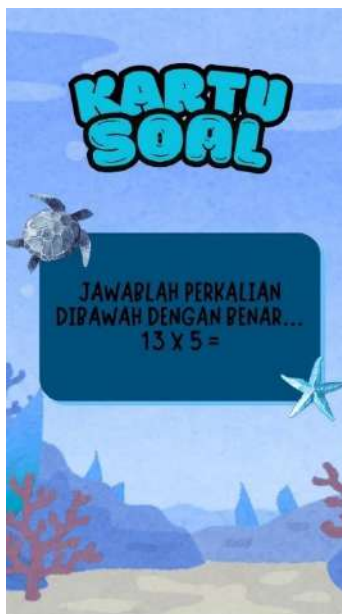 KARTU
SOAL
JAWABLAH PERKALIAN
DIBAWAH DENGAN BENAR...
13 X 5 =